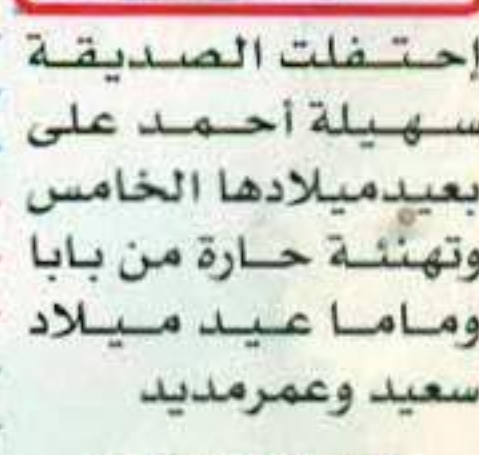 إحتفلت الصديقة
سهيلة أحمد على
بعيدميلادها الخامس
وتهنئة حارة من بابا
وماما عيد ميلاد
سعيد وعمرمديد